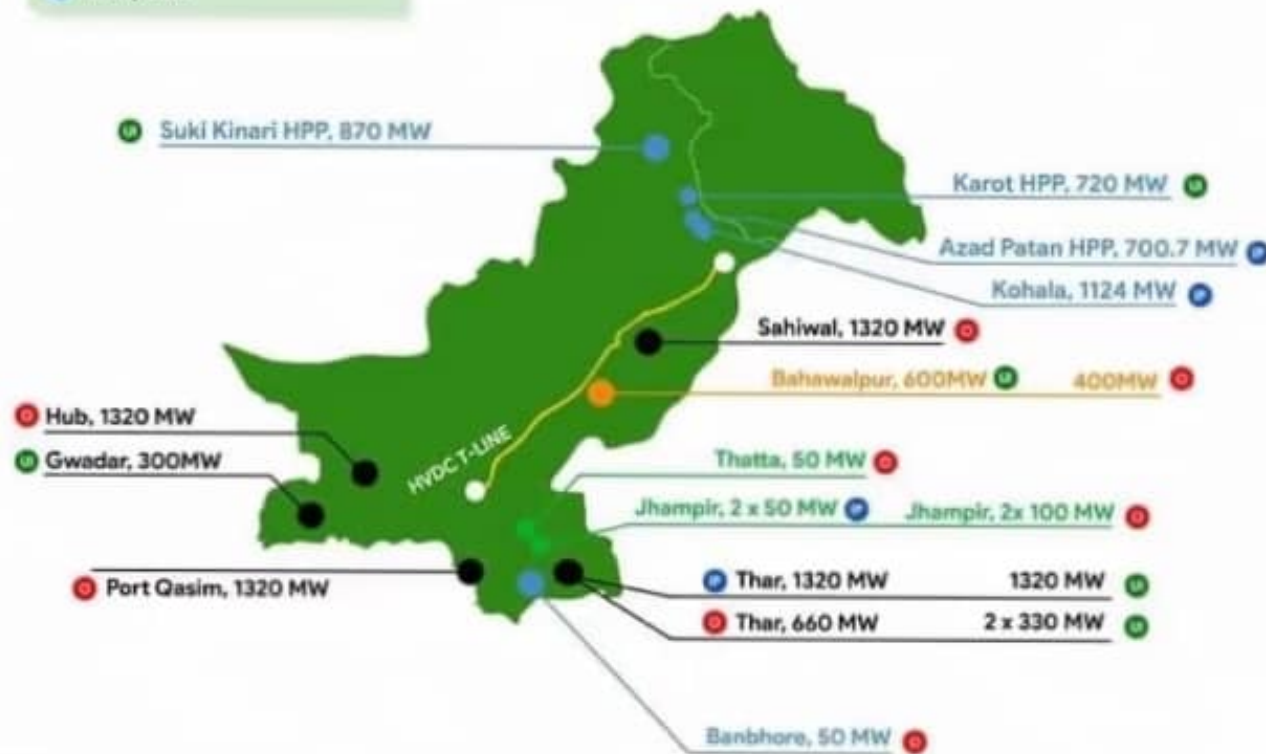 Suki Kinari HPP, 870 MW
Karot HPP, 720 MW
Azad Patan HPP, 700.7 MW
Kohala, 1124 MW
Sahiwal, 1320 MW
Bahawalpur, 600MW 400MW
Hub, 1320 MW
Gwadar, 300MW
HVDC T-LINE
Thatta, 50 MW
Jhampir, 2 x 50 MW Jhampir, 2x 100 MW
Port Qasim, 1320 MW
Thar, 1320 MW 1320 MW
Thar, 660 MW 2 x 330 MW
Banbhore, 50 MW